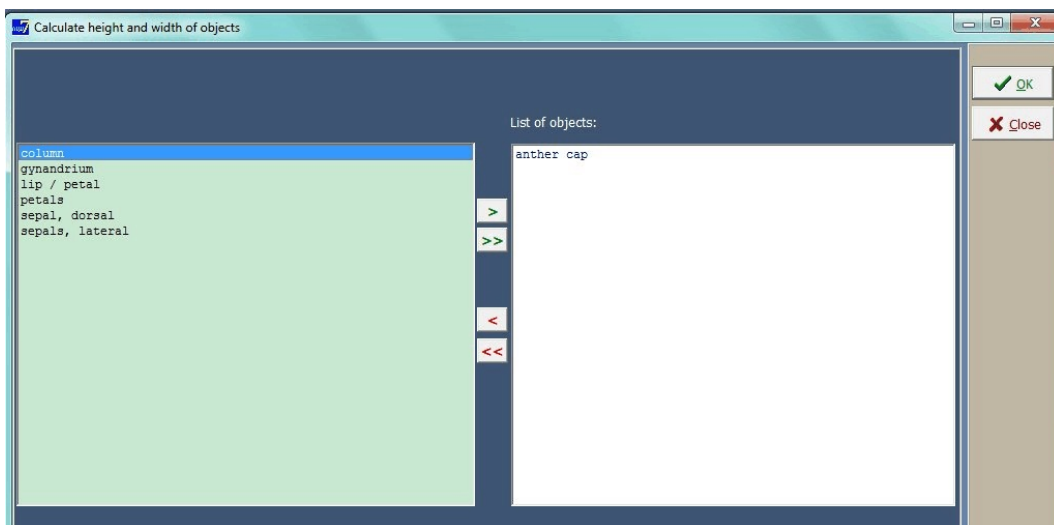 Calculate height and width of objects
OK
Close
List of objects:
column
gynandrium
lip / petal
petals
sepal, dorsal
sepals, lateral
anther cap
>
>>
<
<<